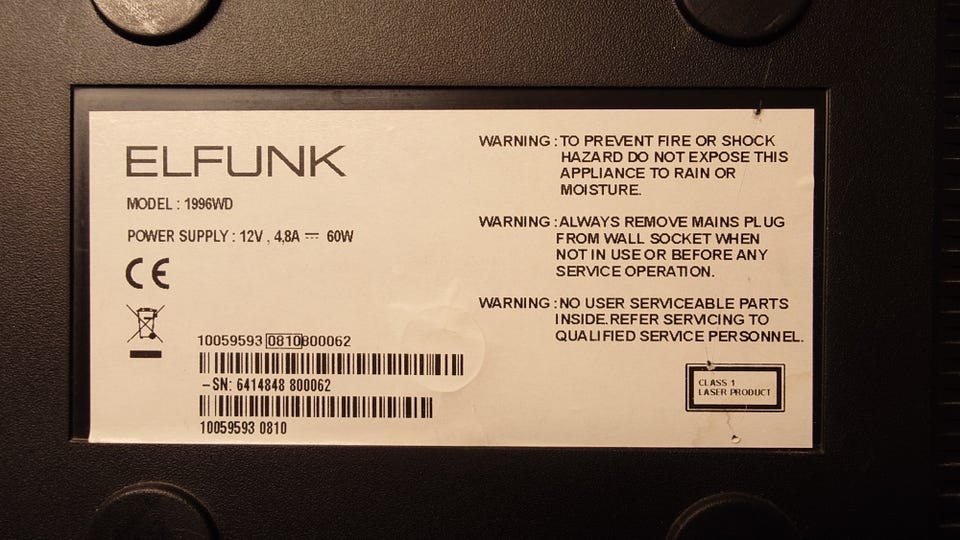 ELFUNK
MODEL : 1996WD
POWER SUPPLY : 12V , 4,8A ⎓ 60W
CE
10059593 0810800062
-SN: 6414848 800062
10059593 0810
WARNING : TO PREVENT FIRE OR SHOCK
HAZARD DO NOT EXPOSE THIS
APPLIANCE TO RAIN OR
MOISTURE.
WARNING : ALWAYS REMOVE MAINS PLUG
FROM WALL SOCKET WHEN
NOT IN USE OR BEFORE ANY
SERVICE OPERATION.
WARNING : NO USER SERVICEABLE PARTS
INSIDE.REFER SERVICING TO
QUALIFIED SERVICE PERSONNEL.
CLASS 1
LASER PRODUCT